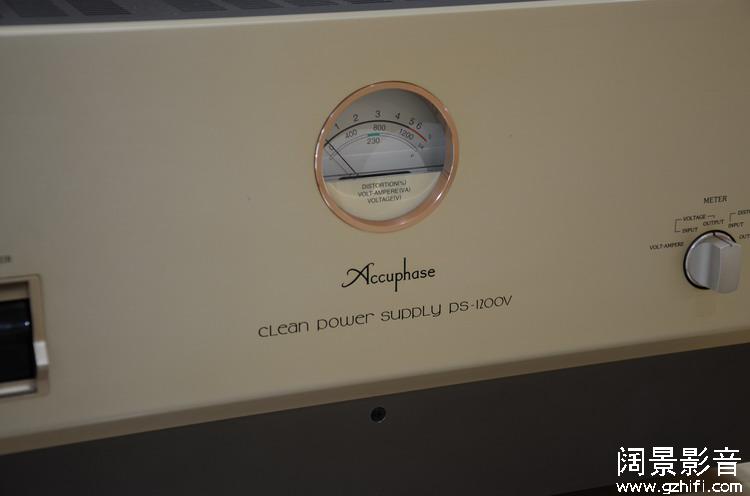 1 2 3 4 5 6
400 800 1200
230
DISTORTION(%)
VOLT-AMPERE(VA)
VOLTAGE(V)
METER
VOLTAGE
INPUT OUTPUT INPUT
VOLT-AMPERE
Accuphase
CLEAN POWER SUPPLY PS-1200V
阔景影音
www.gzhifi.com